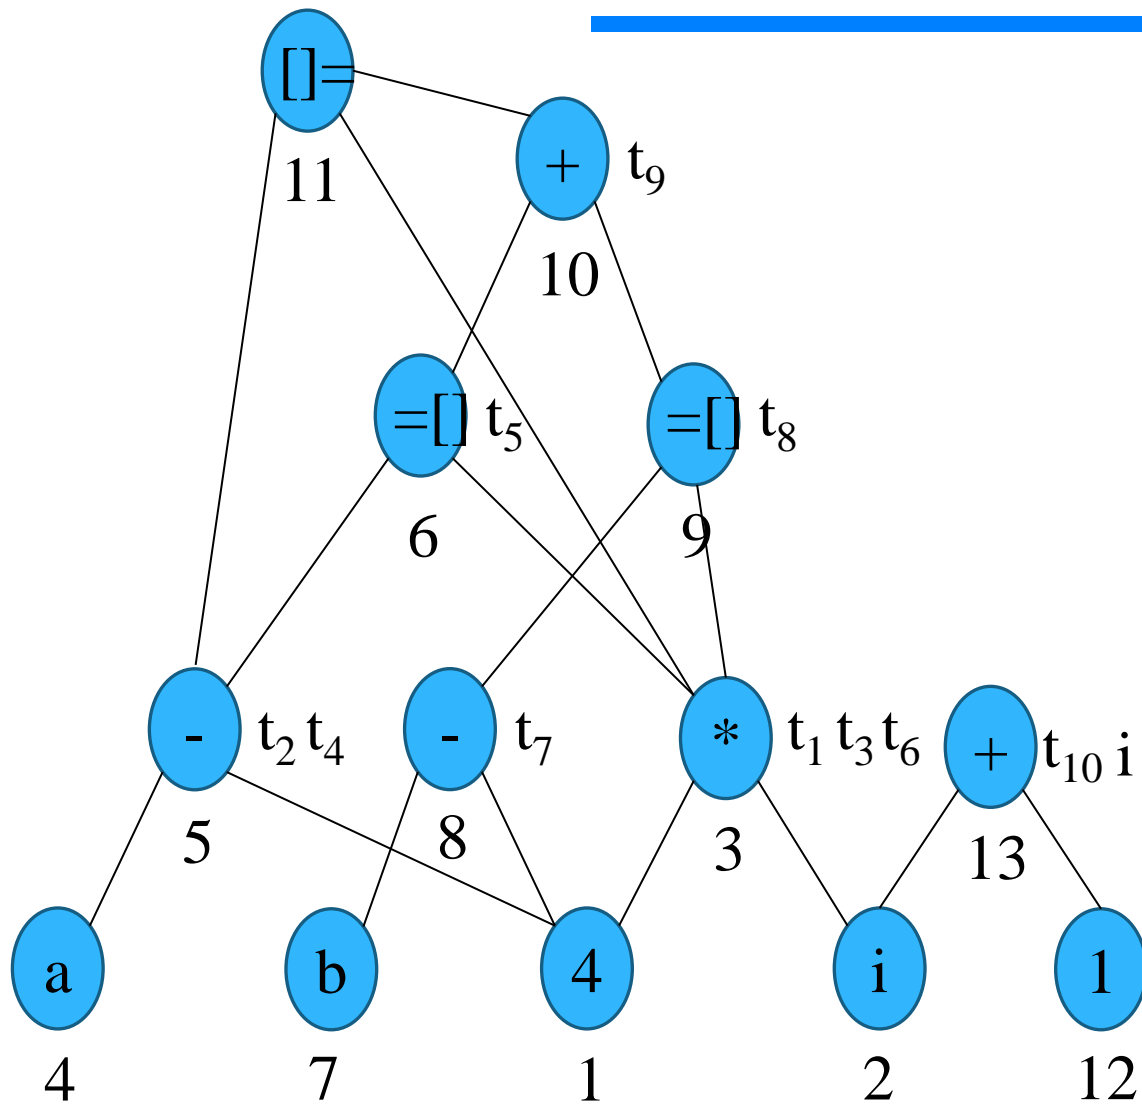 []=
11
+ t₉
10
=[] t₅
6
=[] t₈
9
- t₂ t₄
5
- t₇
8
* t₁ t₃ t₆
3
+ t₁₀ i
13
a
4
b
7
4
1
i
2
1
12